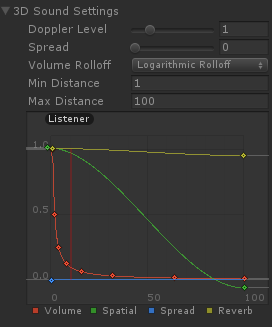 3D Sound Settings
Doppler Level 1
Spread 0
Volume Rolloff Logarithmic Rolloff
Min Distance 1
Max Distance 100
Listener
1.0
0.5
0.0
0 50 100
Volume Spatial Spread Reverb